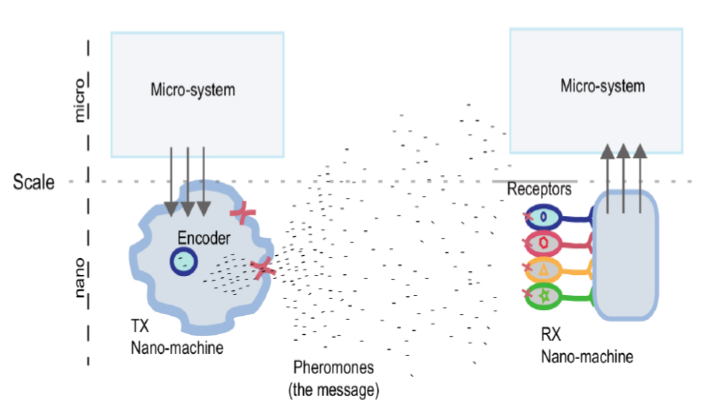 micro
Micro-system
Micro-system
Scale
Receptors
Encoder
nano
TX
Nano-machine
RX
Nano-machine
Pheromones
(the message)